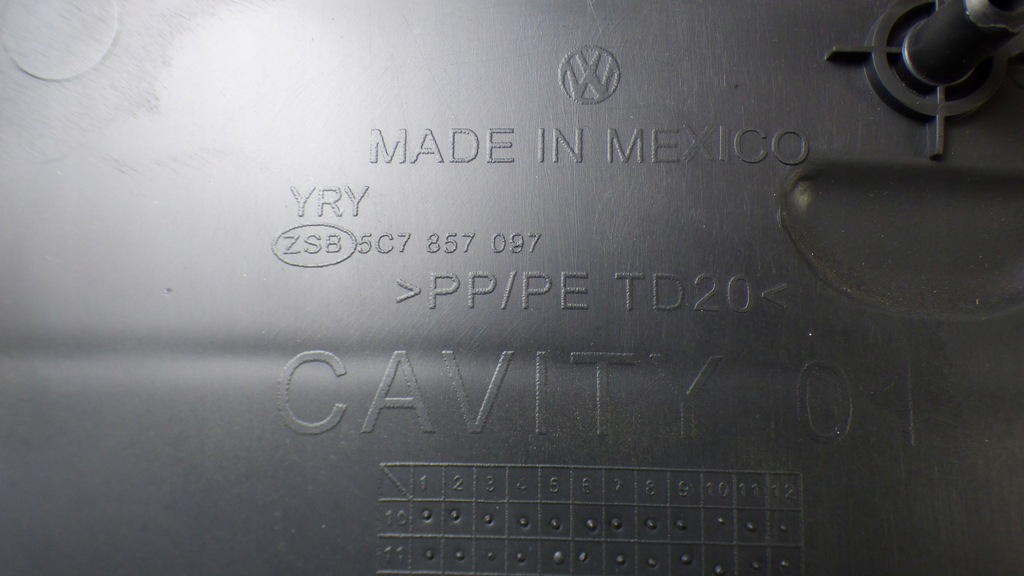 VW
MADE IN MEXICO
YRY
ZSB 5C7 857 097
>PP/PE TD20<
CAVITY 01
1 2 3 4 5 6 7 8 9 10 11 12
10
11